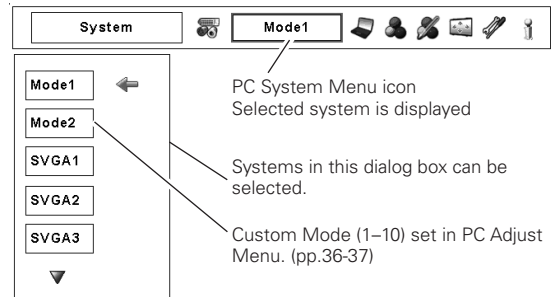 System
Mode1
Mode1
Mode2
SVGA1
SVGA2
SVGA3
PC System Menu icon
Selected system is displayed
Systems in this dialog box can be
selected.
Custom Mode (1–10) set in PC Adjust
Menu. (pp.36-37)